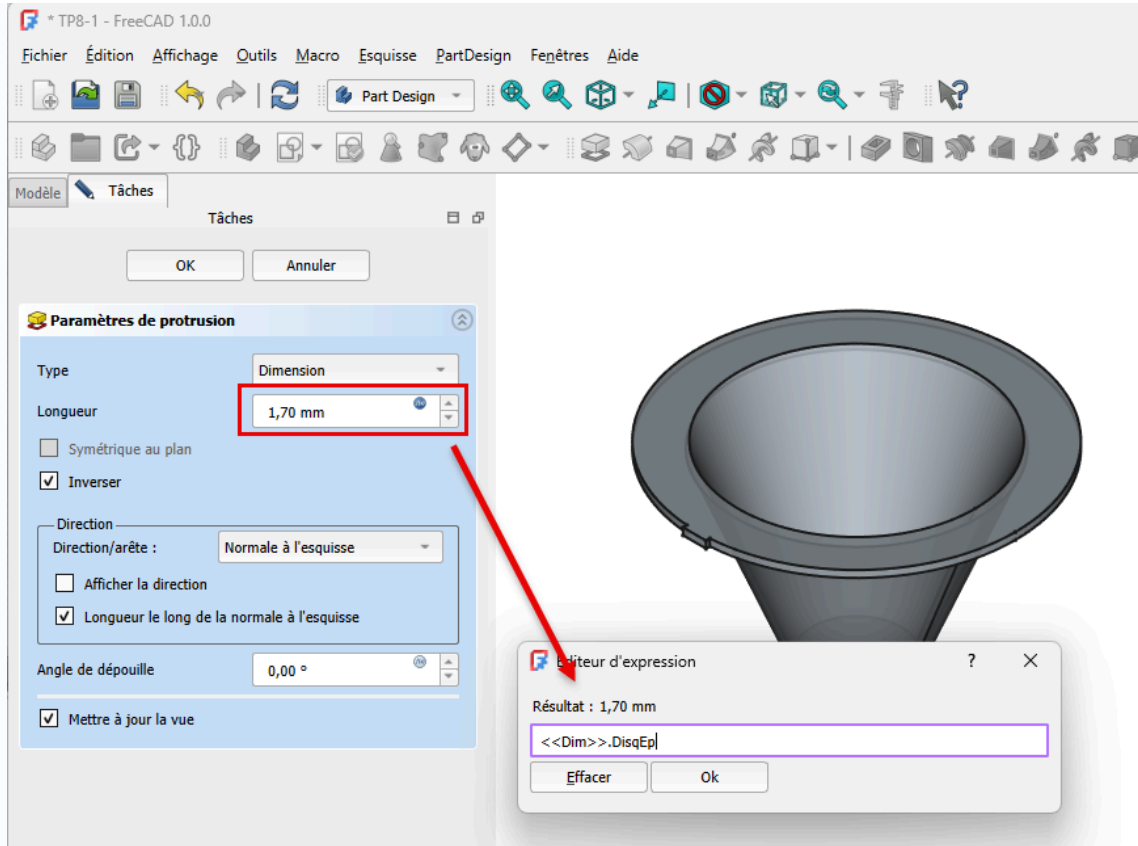 * TP8-1 - FreeCAD 1.0.0
Fichier Édition Affichage Outils Macro Esquisse PartDesign Fenêtres Aide
Part Design
Modèle Tâches
Tâches
OK Annuler
Paramètres de protrusion
Type Dimension
Longueur 1,70 mm
Symétrique au plan
Inverser
Direction
Direction/arête : Normale à l'esquisse
Afficher la direction
Longueur le long de la normale à l'esquisse
Angle de dépouille 0,00 °
Mettre à jour la vue
Éditeur d'expression ?
Résultat : 1,70 mm
<<Dim>>.DisqEp
Effacer Ok